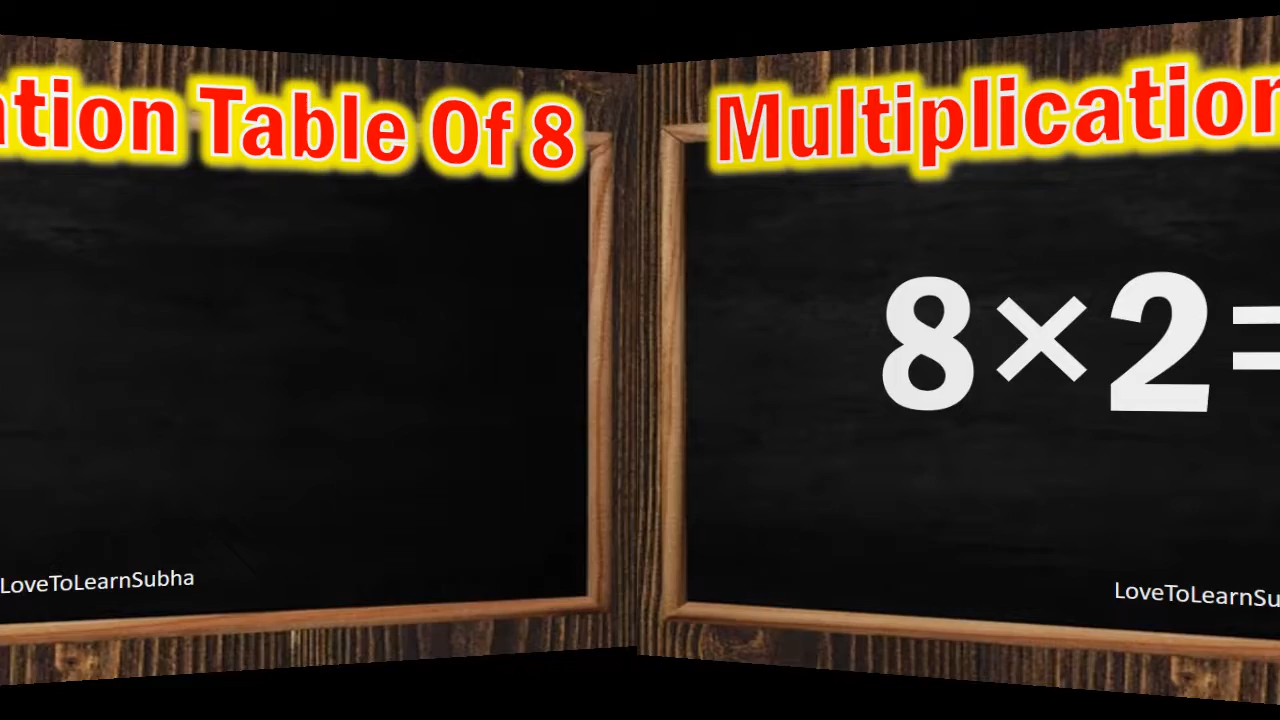 ation Table Of 8
LoveToLearnSubha
Multiplication
8×2=
LoveToLearnSu